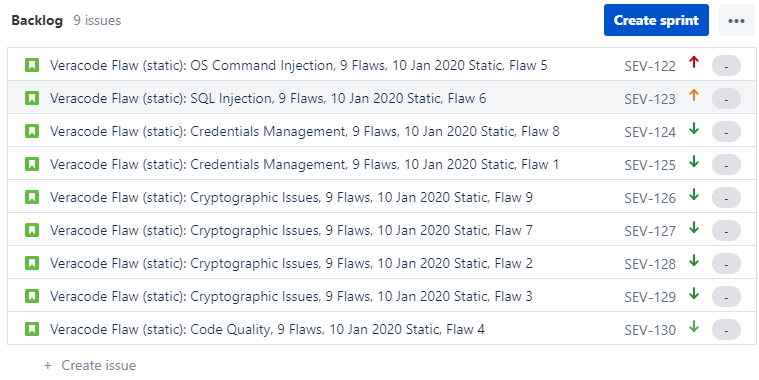 Backlog 9 issues Create sprint •••
Veracode Flaw (static): OS Command Injection, 9 Flaws, 10 Jan 2020 Static, Flaw 5 SEV-122 -
Veracode Flaw (static): SQL Injection, 9 Flaws, 10 Jan 2020 Static, Flaw 6 SEV-123 -
Veracode Flaw (static): Credentials Management, 9 Flaws, 10 Jan 2020 Static, Flaw 8 SEV-124 -
Veracode Flaw (static): Credentials Management, 9 Flaws, 10 Jan 2020 Static, Flaw 1 SEV-125 -
Veracode Flaw (static): Cryptographic Issues, 9 Flaws, 10 Jan 2020 Static, Flaw 9 SEV-126 -
Veracode Flaw (static): Cryptographic Issues, 9 Flaws, 10 Jan 2020 Static, Flaw 7 SEV-127 -
Veracode Flaw (static): Cryptographic Issues, 9 Flaws, 10 Jan 2020 Static, Flaw 2 SEV-128 -
Veracode Flaw (static): Cryptographic Issues, 9 Flaws, 10 Jan 2020 Static, Flaw 3 SEV-129 -
Veracode Flaw (static): Code Quality, 9 Flaws, 10 Jan 2020 Static, Flaw 4 SEV-130 -
+ Create issue